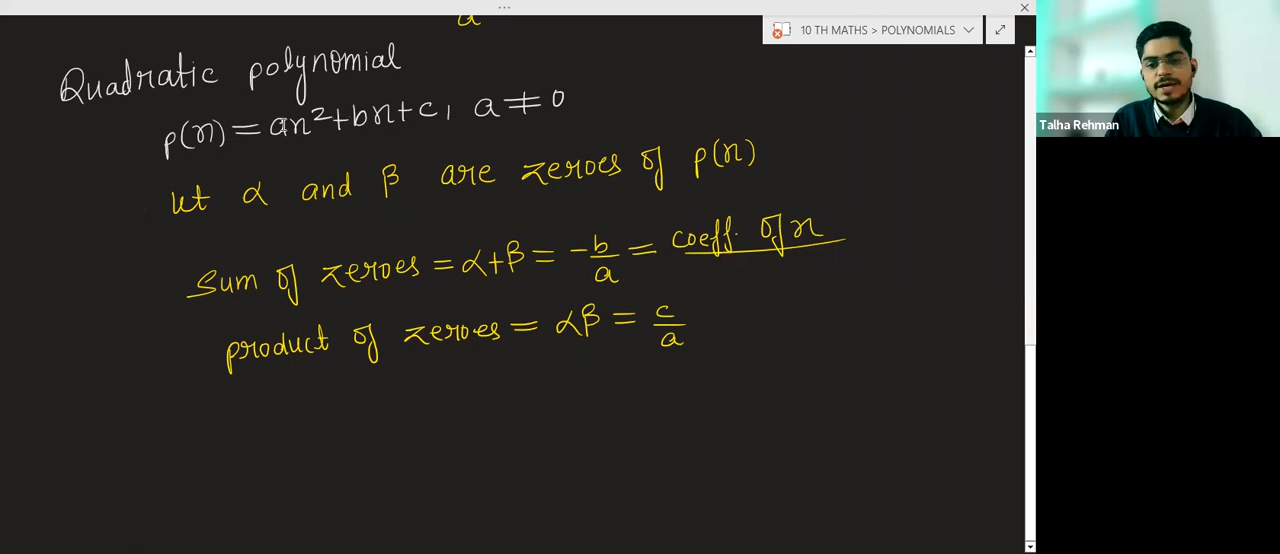 a
10 TH MATHS > POLYNOMIALS
Talha Rehman
Quadratic polynomial
p(x) = ax²+bx+c, a ≠ 0
let α and β are zeroes of p(x)
Sum of zeroes = α+β = -b/a = coeff. of x
product of zeroes = αβ = c/a